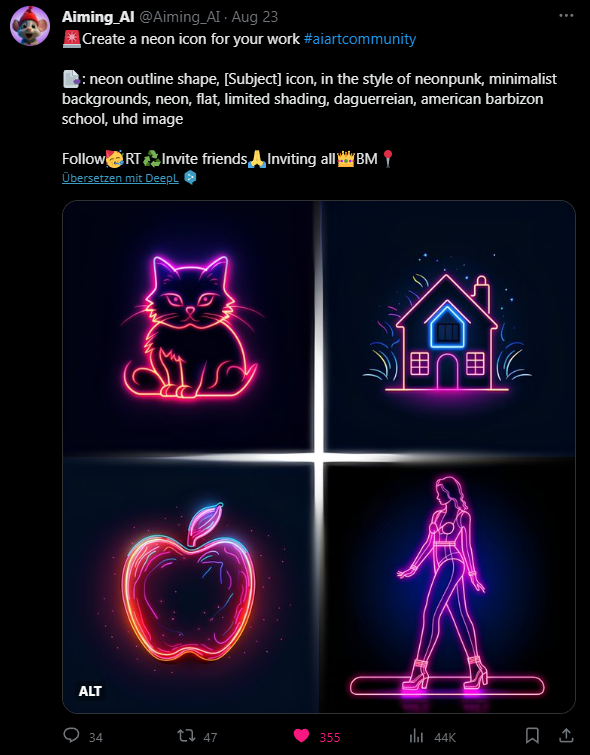 Aiming_AI @Aiming_AI · Aug 23
🚨Create a neon icon for your work #aiartcommunity
: neon outline shape, [Subject] icon, in the style of neonpunk, minimalist
backgrounds, neon, flat, limited shading, daguerreian, american barbizon
school, uhd image
Follow🥳RT♻️Invite friends🙏Inviting all👑BM📍
Übersetzen mit DeepL
ALT
34 47 355 44K